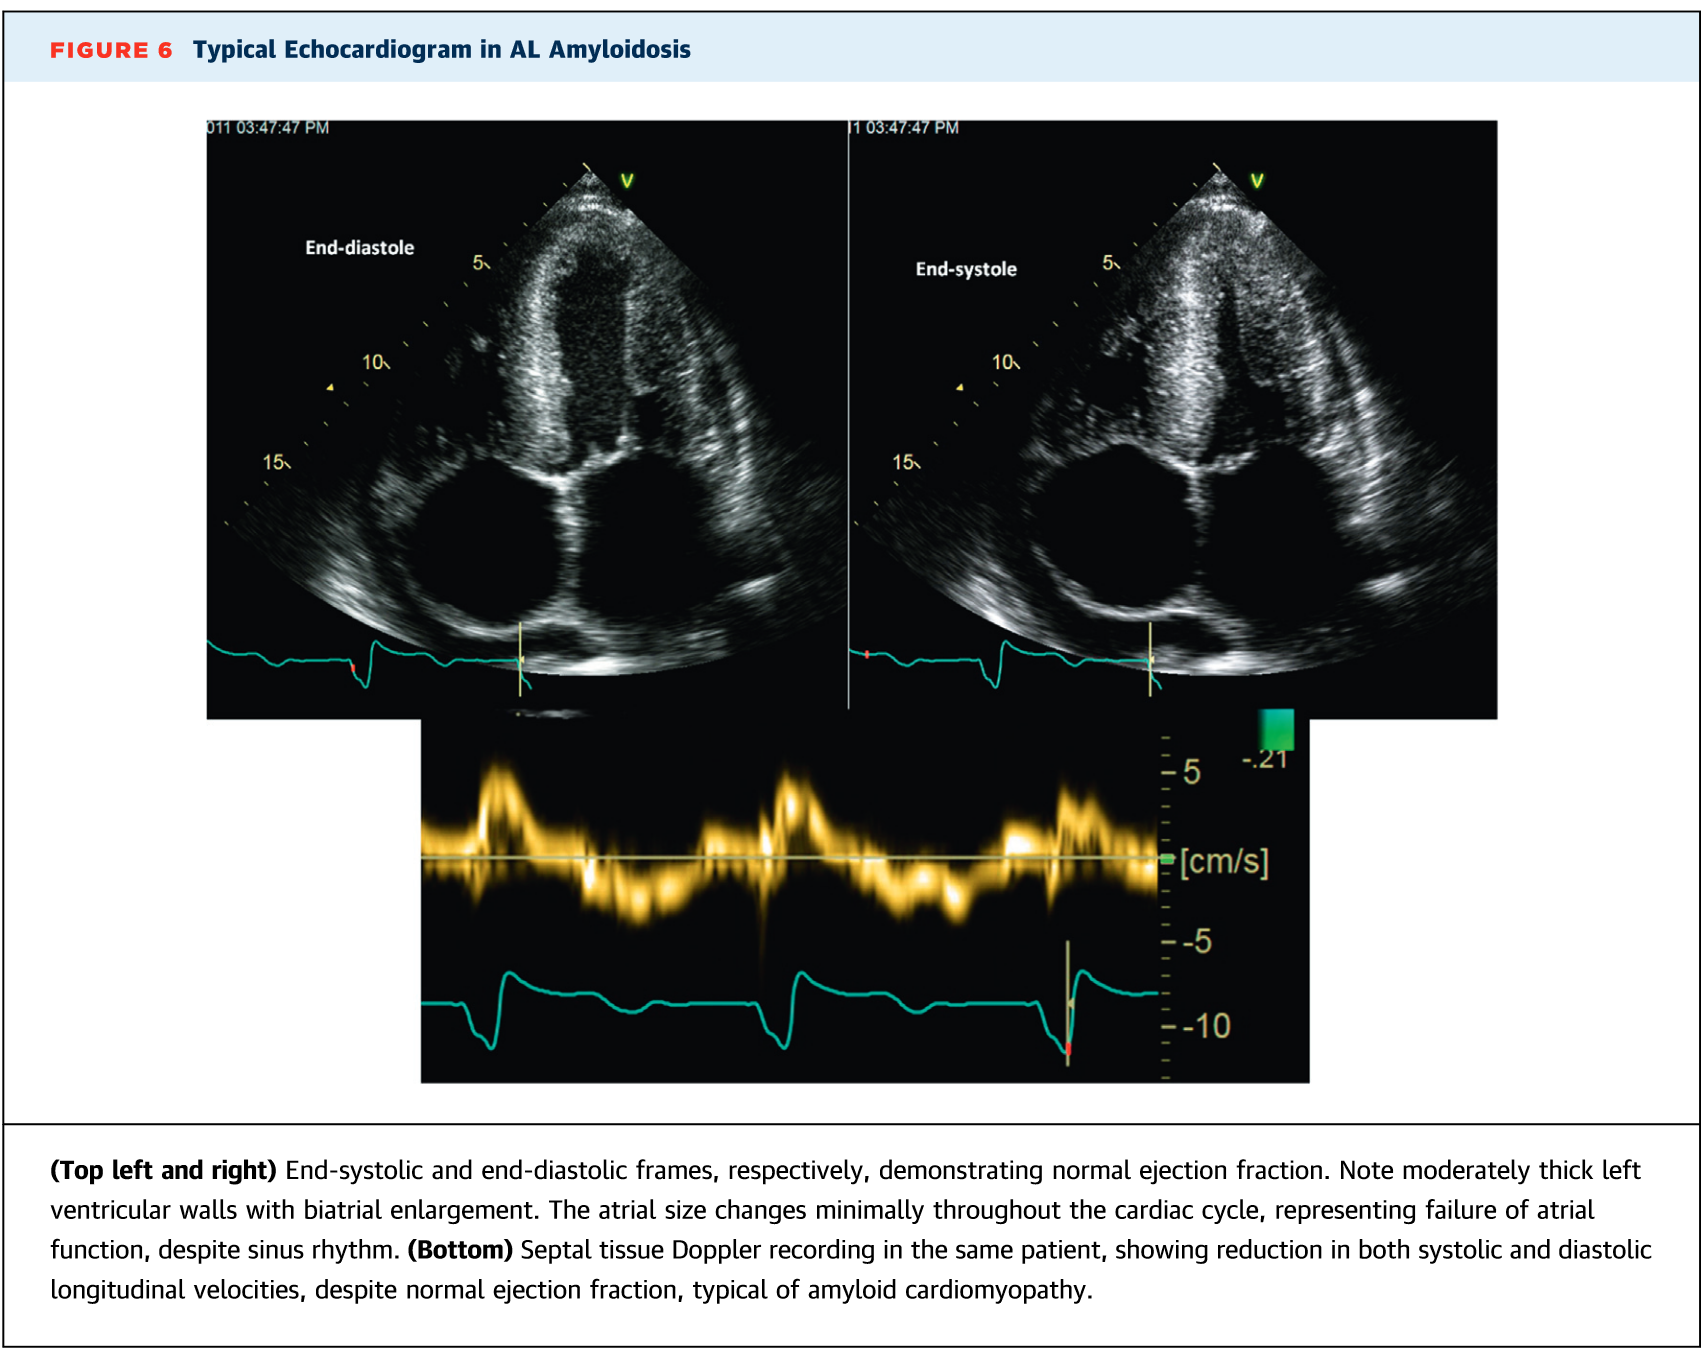 FIGURE 6 Typical Echocardiogram in AL Amyloidosis
011 03:47:47 PM
V
End-diastole
5
10
15
1 03:47:47 PM
V
End-systole
5
10
15
-.21
5
[cm/s]
-5
-10
(Top left and right) End-systolic and end-diastolic frames, respectively, demonstrating normal ejection fraction. Note moderately thick left
ventricular walls with biatrial enlargement. The atrial size changes minimally throughout the cardiac cycle, representing failure of atrial
function, despite sinus rhythm. (Bottom) Septal tissue Doppler recording in the same patient, showing reduction in both systolic and diastolic
longitudinal velocities, despite normal ejection fraction, typical of amyloid cardiomyopathy.